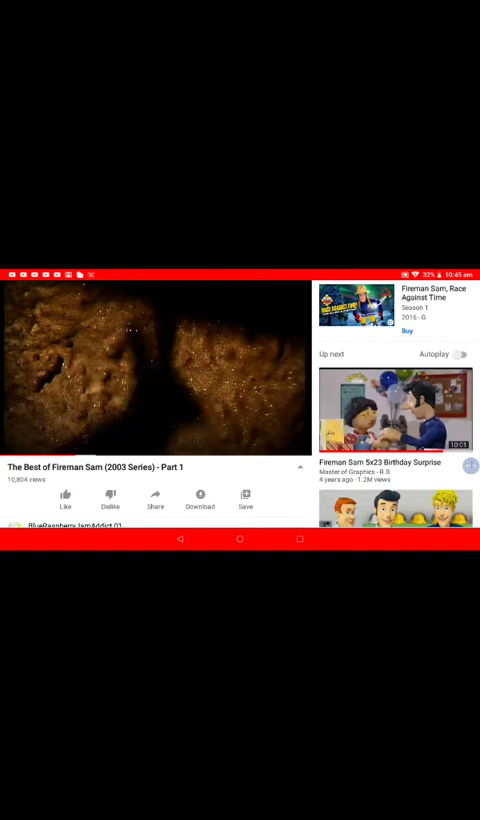 32% 10:45 am
Fireman Sam, Race
Against Time
Season 1
2015 - G
Buy
Up next
Autoplay
10:01
The Best of Fireman Sam (2003 Series) - Part 1
10,804 views
Like
Dislike
Share
Download
Save
BlueRaspberryJamAddict 01
Fireman Sam 5x23 Birthday Surprise
Master of Graphics - R.B
4 years ago · 1.2M views